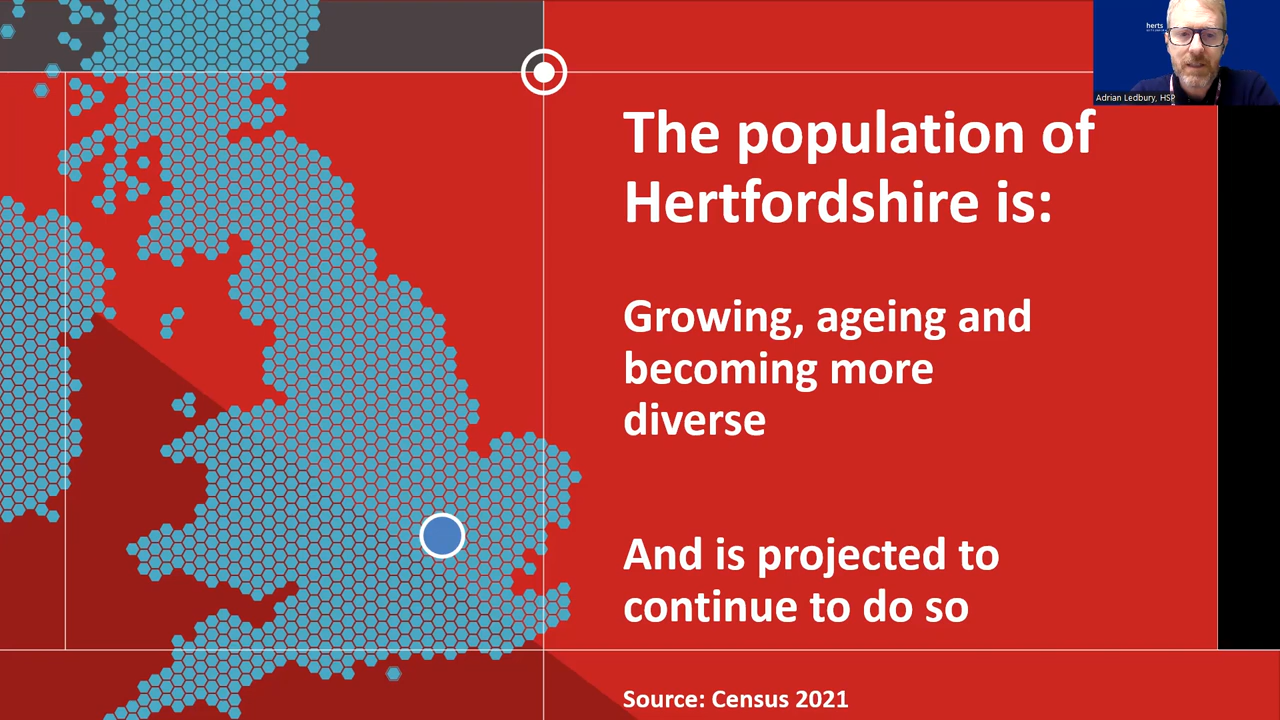 herts
Adrian Ledbury, HSP
The population of
Hertfordshire is:
Growing, ageing and
becoming more
diverse
And is projected to
continue to do so
Source: Census 2021